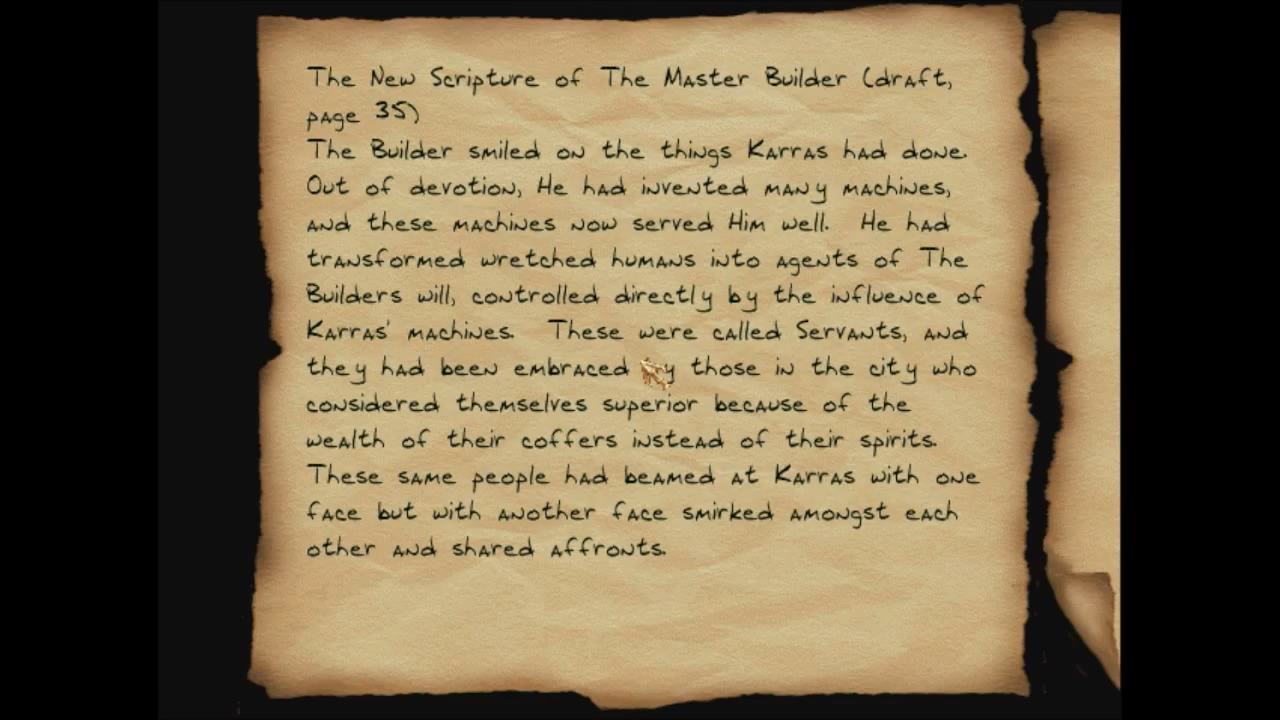 The New Scripture of The Master Builder (draft,
page 35)
The Builder smiled on the things Karras had done.
Out of devotion, He had invented many machines,
and these machines now served Him well. He had
transformed wretched humans into agents of The
Builders will, controlled directly by the influence of
Karras' machines. These were called Servants, and
they had been embraced by those in the city who
considered themselves superior because of the
wealth of their coffers instead of their spirits.
These same people had beamed at Karras with one
face but with another face smirked amongst each
other and shared affronts.